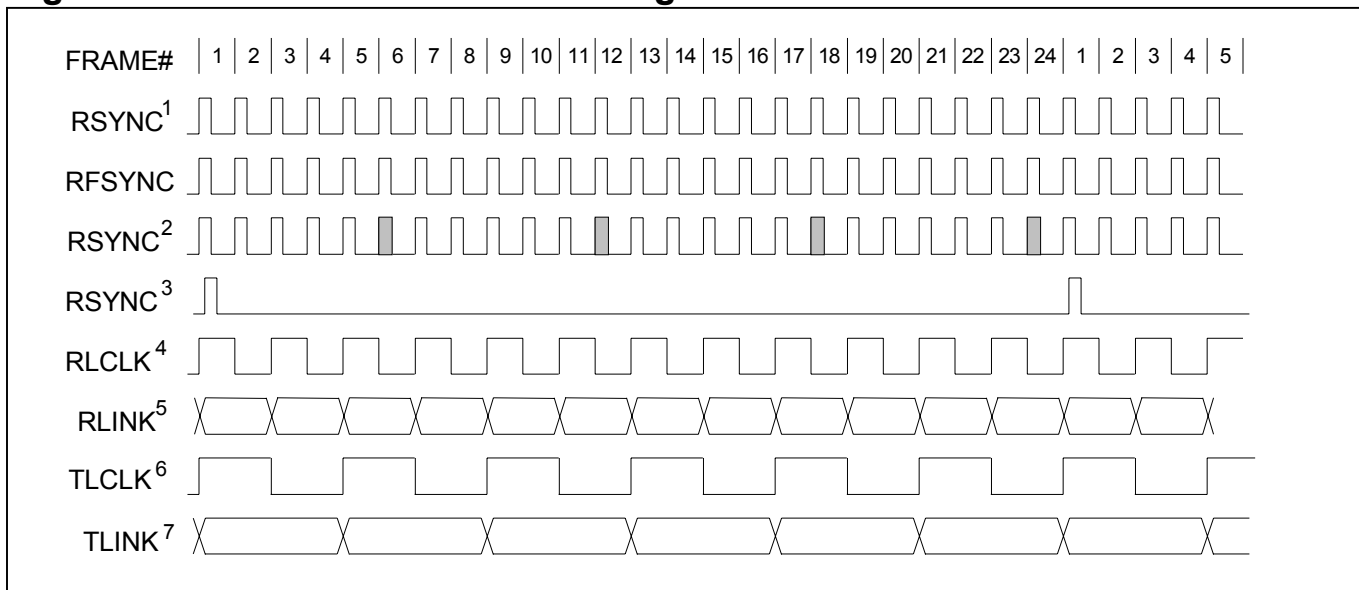 FRAME# 1 2 3 4 5 6 7 8 9 10 11 12 13 14 15 16 17 18 19 20 21 22 23 24 1 2 3 4 5
RSYNC1
RFSYNC
RSYNC2
RSYNC3
RLCLK4
RLINK5
TLCLK6
TLINK7